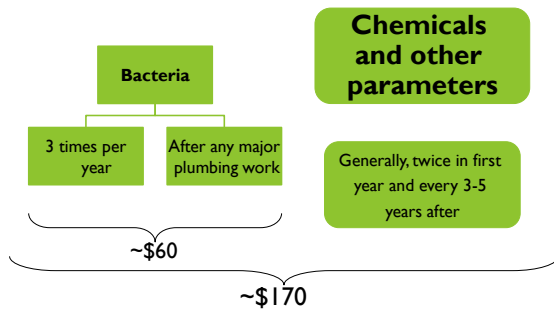 Bacteria
3 times per
year
After any major
plumbing work
~$60
Chemicals
and other
parameters
Generally, twice in first
year and every 3-5
years after
~$170